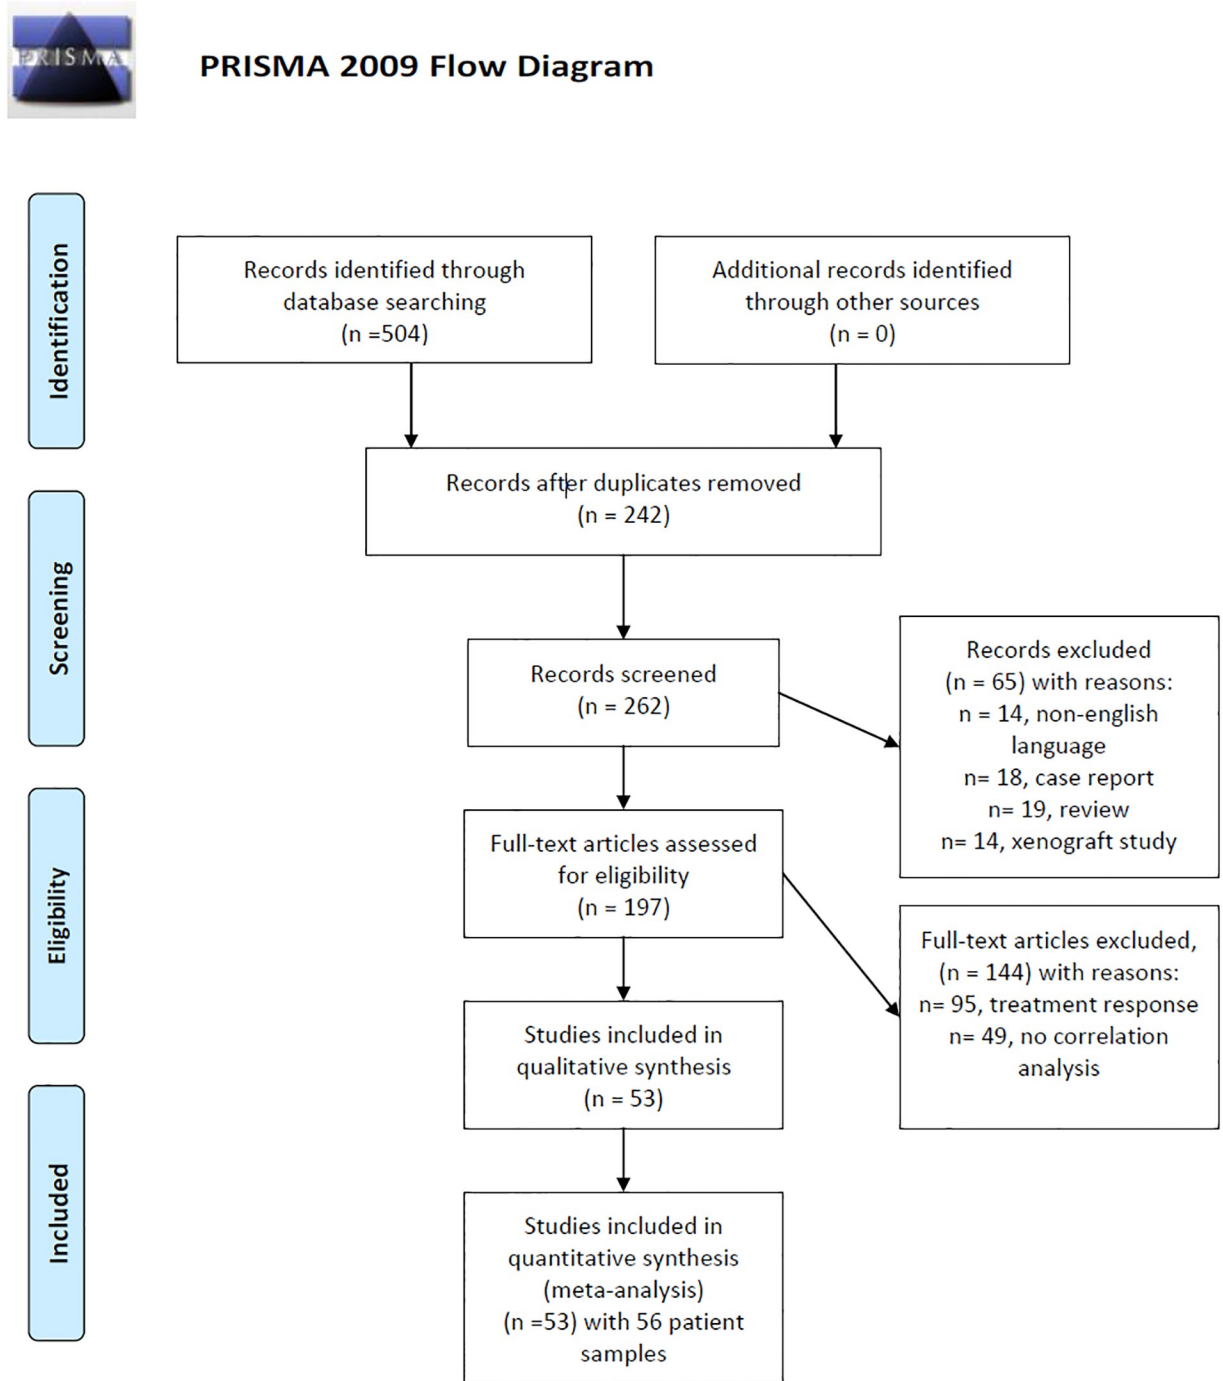 PRISMA
PRISMA 2009 Flow Diagram
Identification
Records identified through
database searching
(n =504)
Additional records identified
through other sources
(n = 0)
Records after duplicates removed
(n = 242)
Screening
Records screened
(n = 262)
Records excluded
(n = 65) with reasons:
n = 14, non-english
language
n= 18, case report
n= 19, review
n= 14, xenograft study
Eligibility
Full-text articles assessed
for eligibility
(n = 197)
Full-text articles excluded,
(n = 144) with reasons:
n= 95, treatment response
n= 49, no correlation
analysis
Studies included in
qualitative synthesis
(n = 53)
Included
Studies included in
quantitative synthesis
(meta-analysis)
(n =53) with 56 patient
samples